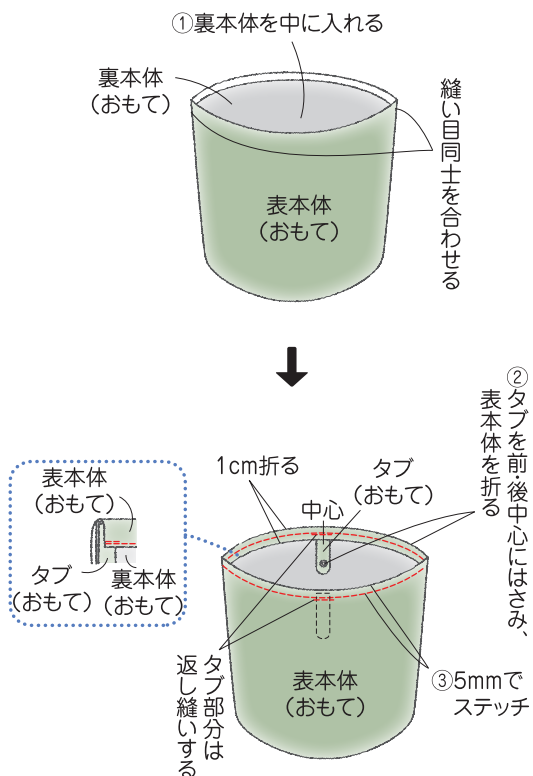 ①裏本体を中に入れる
裏本体
（おもて）
縫い目同士を合わせる
表本体
（おもて）
②タブを前・後中心にはさみ、
表本体を折る
1cm折る
タブ
（おもて）
中心
表本体
（おもて）
タブ
（おもて）
裏本体
（おもて）
タブ部分は
返し縫いする
表本体
（おもて）
③5mmで
ステッチ